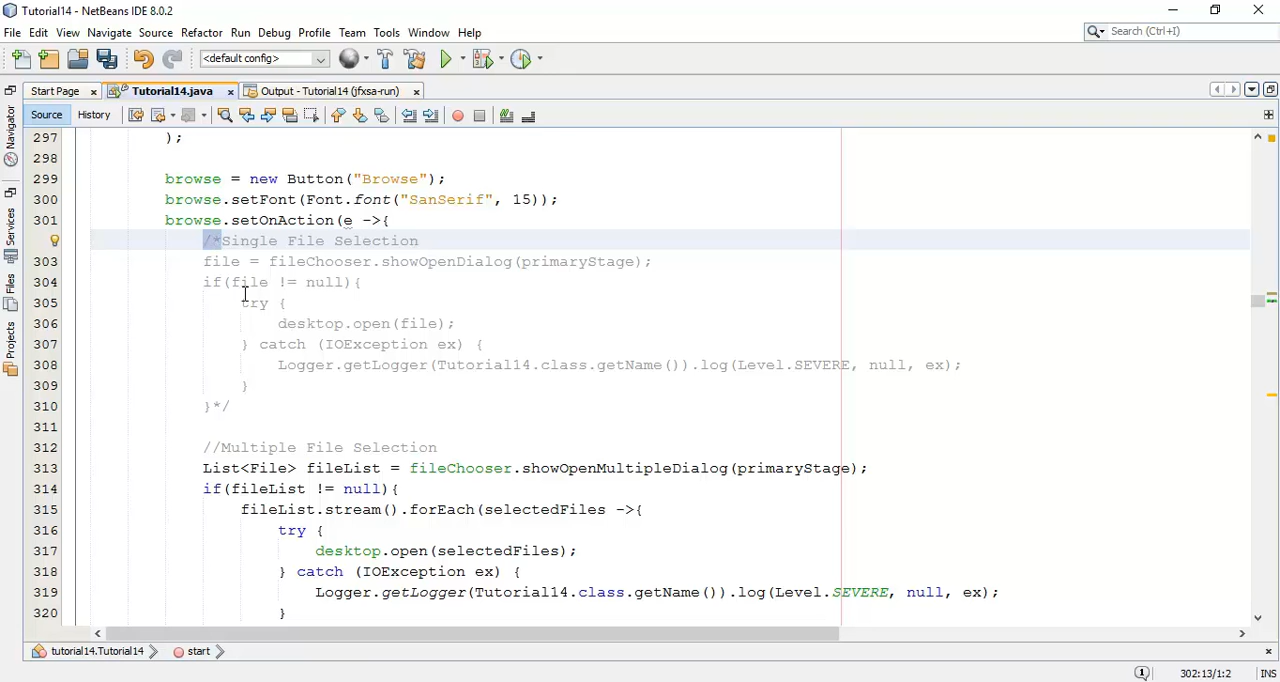 Tutorial14 - NetBeans IDE 8.0.2
File Edit View Navigate Source Refactor Run Debug Profile Team Tools Window Help
Search (Ctrl+I)
<default config>
Start Page Tutorial14.java Output - Tutorial14 (jfxsa-run)
Source History
Navigator
Services
Files
Projects
297 );
298
299 browse = new Button("Browse");
300 browse.setFont(Font.font("SanSerif", 15));
301 browse.setOnAction(e ->{
/*Single File Selection
303 file = fileChooser.showOpenDialog(primaryStage);
304 if(file != null){
305 try {
306 desktop.open(file);
307 } catch (IOException ex) {
308 Logger.getLogger(Tutorial14.class.getName()).log(Level.SEVERE, null, ex);
309 }
310 }*/
311
312 //Multiple File Selection
313 List<File> fileList = fileChooser.showOpenMultipleDialog(primaryStage);
314 if(fileList != null){
315 fileList.stream().forEach(selectedFiles ->{
316 try {
317 desktop.open(selectedFiles);
318 } catch (IOException ex) {
319 Logger.getLogger(Tutorial14.class.getName()).log(Level.SEVERE, null, ex);
320 }
tutorial14.Tutorial14 start
1 302:13/1:2 INS